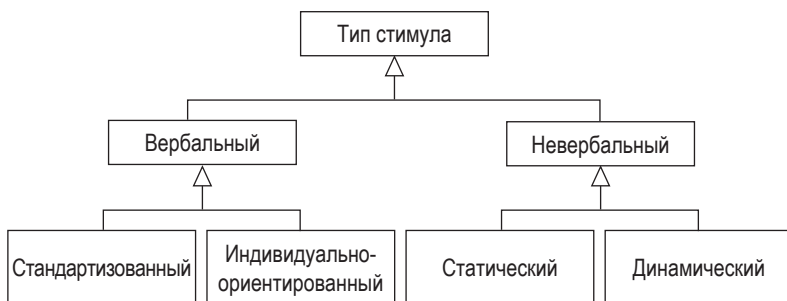 Тип стимула
Вербальный
Невербальный
Стандартизованный
Индивидуально-
ориентированный
Статический
Динамический